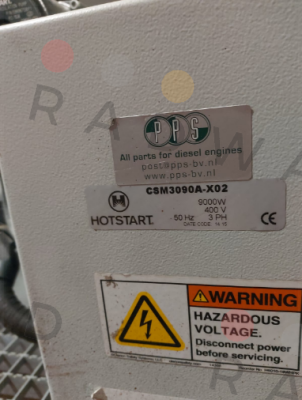 PPS
All parts for diesel engines
post@pps-bv.nl
www.pps-bv.nl
CSM3090A-X02
9000W
400 V
50 Hz 3 PH
HOTSTART.
CE
WARNING
HAZARDOUS
VOLTAGE.
Disconnect power
before servicing.